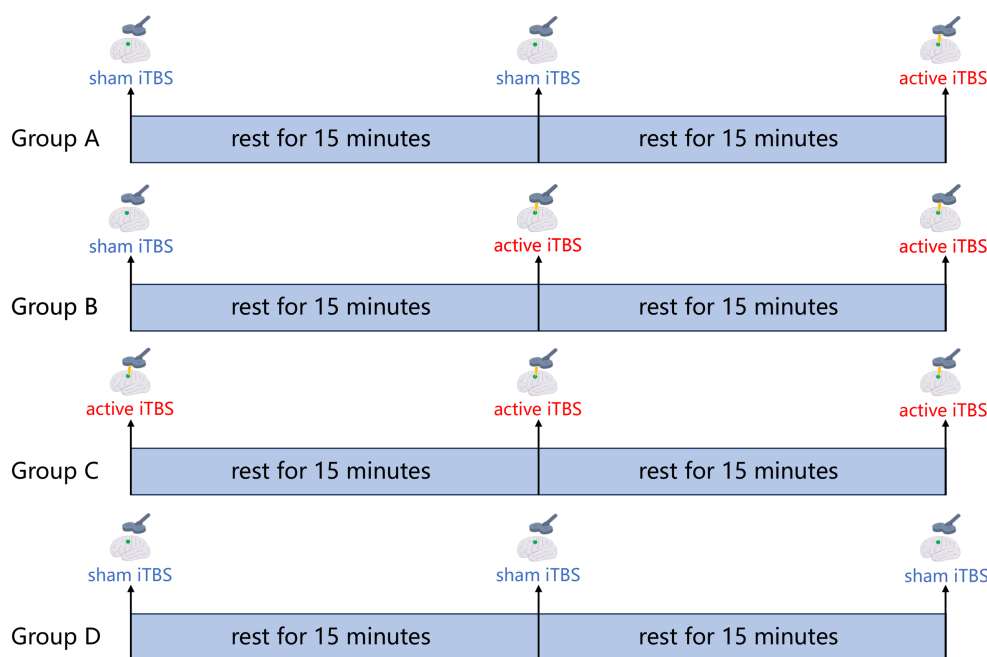 sham iTBS sham iTBS active iTBS
Group A rest for 15 minutes rest for 15 minutes
sham iTBS active iTBS active iTBS
Group B rest for 15 minutes rest for 15 minutes
active iTBS active iTBS active iTBS
Group C rest for 15 minutes rest for 15 minutes
sham iTBS sham iTBS sham iTBS
Group D rest for 15 minutes rest for 15 minutes